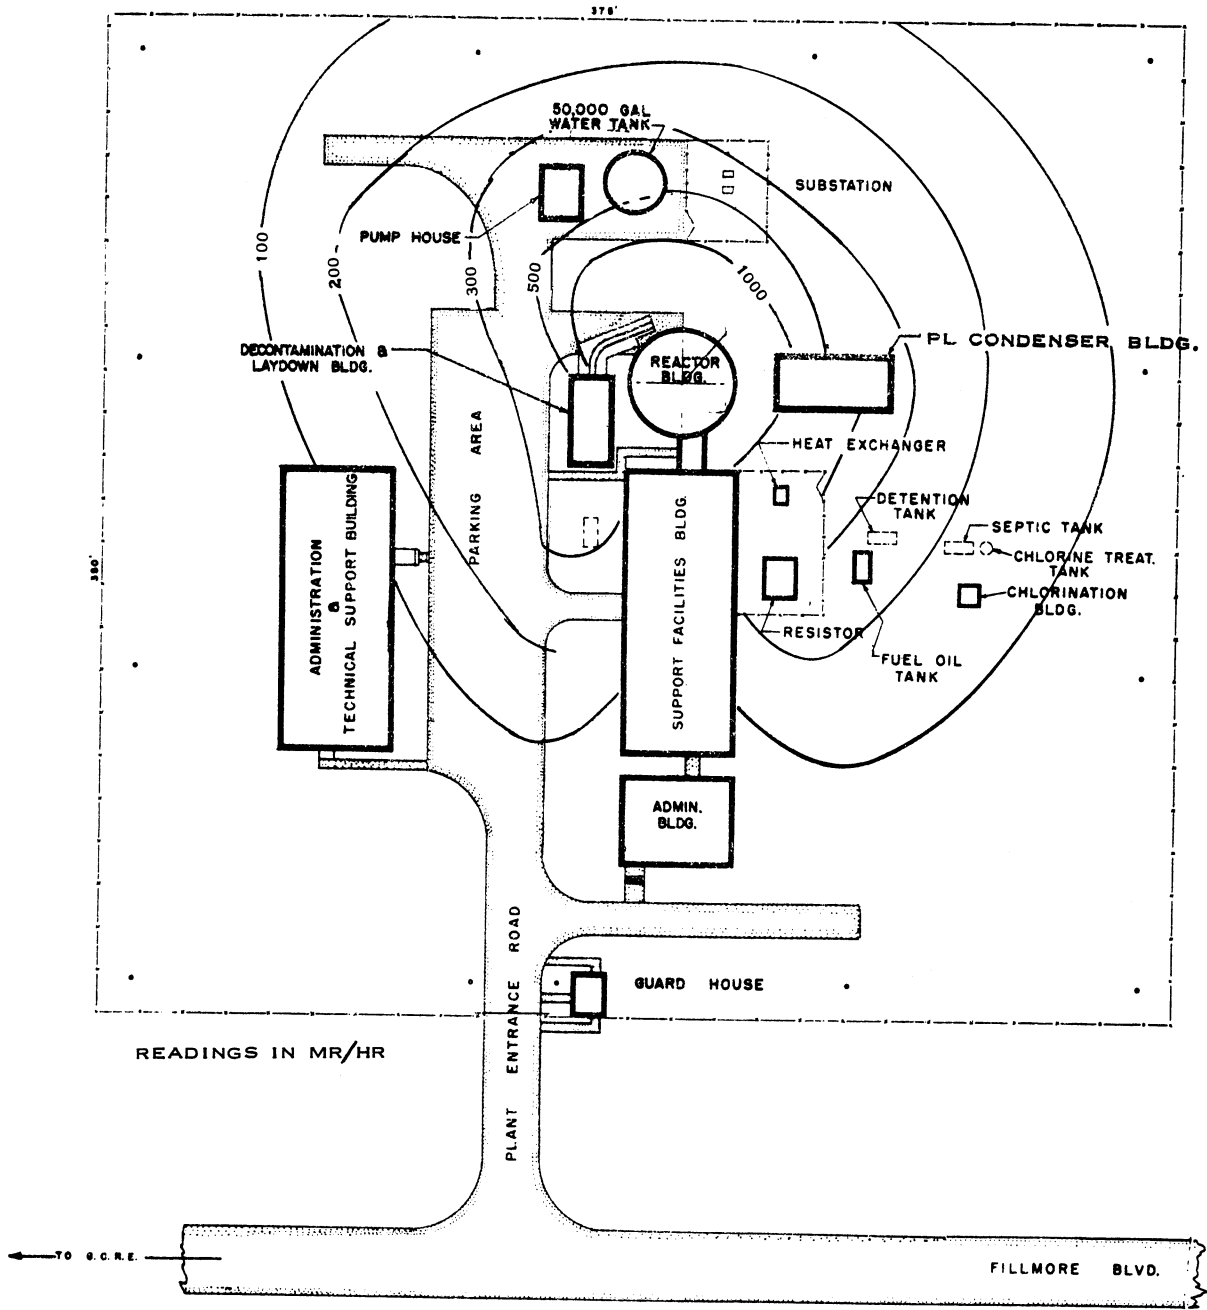 376'
50,000 GAL
WATER TANK
SUBSTATION
PUMP HOUSE
100
200
300
500
1000
DECONTAMINATION &
LAYDOWN BLDG.
REACTOR
BLDG.
PL CONDENSER BLDG.
PARKING AREA
HEAT EXCHANGER
DETENTION
TANK
SEPTIC TANK
CHLORINE TREAT.
TANK
CHLORINATION
BLDG.
RESISTOR
FUEL OIL
TANK
380'
ADMINISTRATION
&
TECHNICAL SUPPORT BUILDING
SUPPORT FACILITIES BLDG.
ADMIN.
BLDG.
GUARD HOUSE
PLANT ENTRANCE ROAD
READINGS IN MR/HR
TO G.C.R.E.
FILLMORE BLVD.